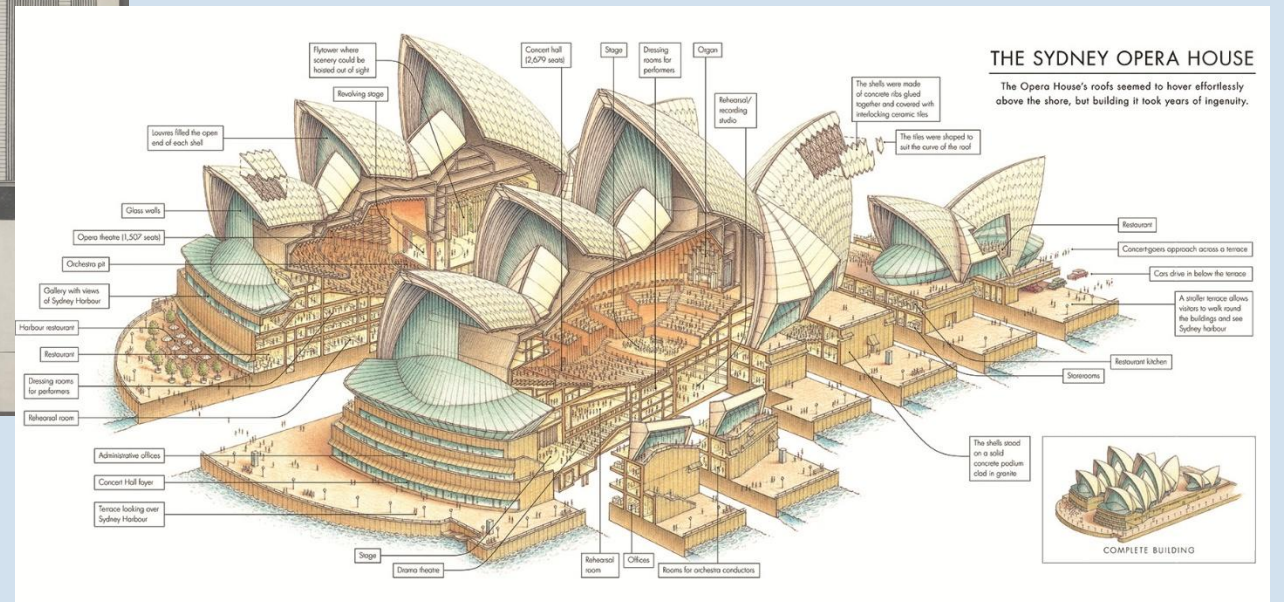 THE SYDNEY OPERA HOUSE
The Opera House's roofs seemed to hover effortlessly
above the shore, but building it took years of ingenuity.
Flytower where
scenery could be
hoisted out of sight
Revolving stage
Louvres filled the open
end of each shell
Glass walls
Opera theatre (1,507 seats)
Orchestra pit
Gallery with views
of Sydney Harbour
Harbour restaurant
Restaurant
Dressing rooms
for performers
Rehearsal room
Administrative offices
Concert Hall foyer
Terrace looking over
Sydney Harbour
Stage
Drama theatre
Concert hall
(2,679 seats)
Stage
Dressing
rooms for
performers
Organ
Rehearsal/
recording
studio
The shells were made
of concrete ribs glued
together and covered with
interlocking ceramic tiles
The tiles were shaped to
suit the curve of the roof
Restaurant
Concertgoers approach across a terrace
Cars drive in below the terrace
A smaller terrace allows
visitors to walk round
the buildings and see
Sydney harbour
Restaurant kitchen
Storerooms
The shells stood
on a solid
concrete podium
clad in granite
Rehearsal
room
Offices
Rooms for orchestra conductors
COMPLETE BUILDING